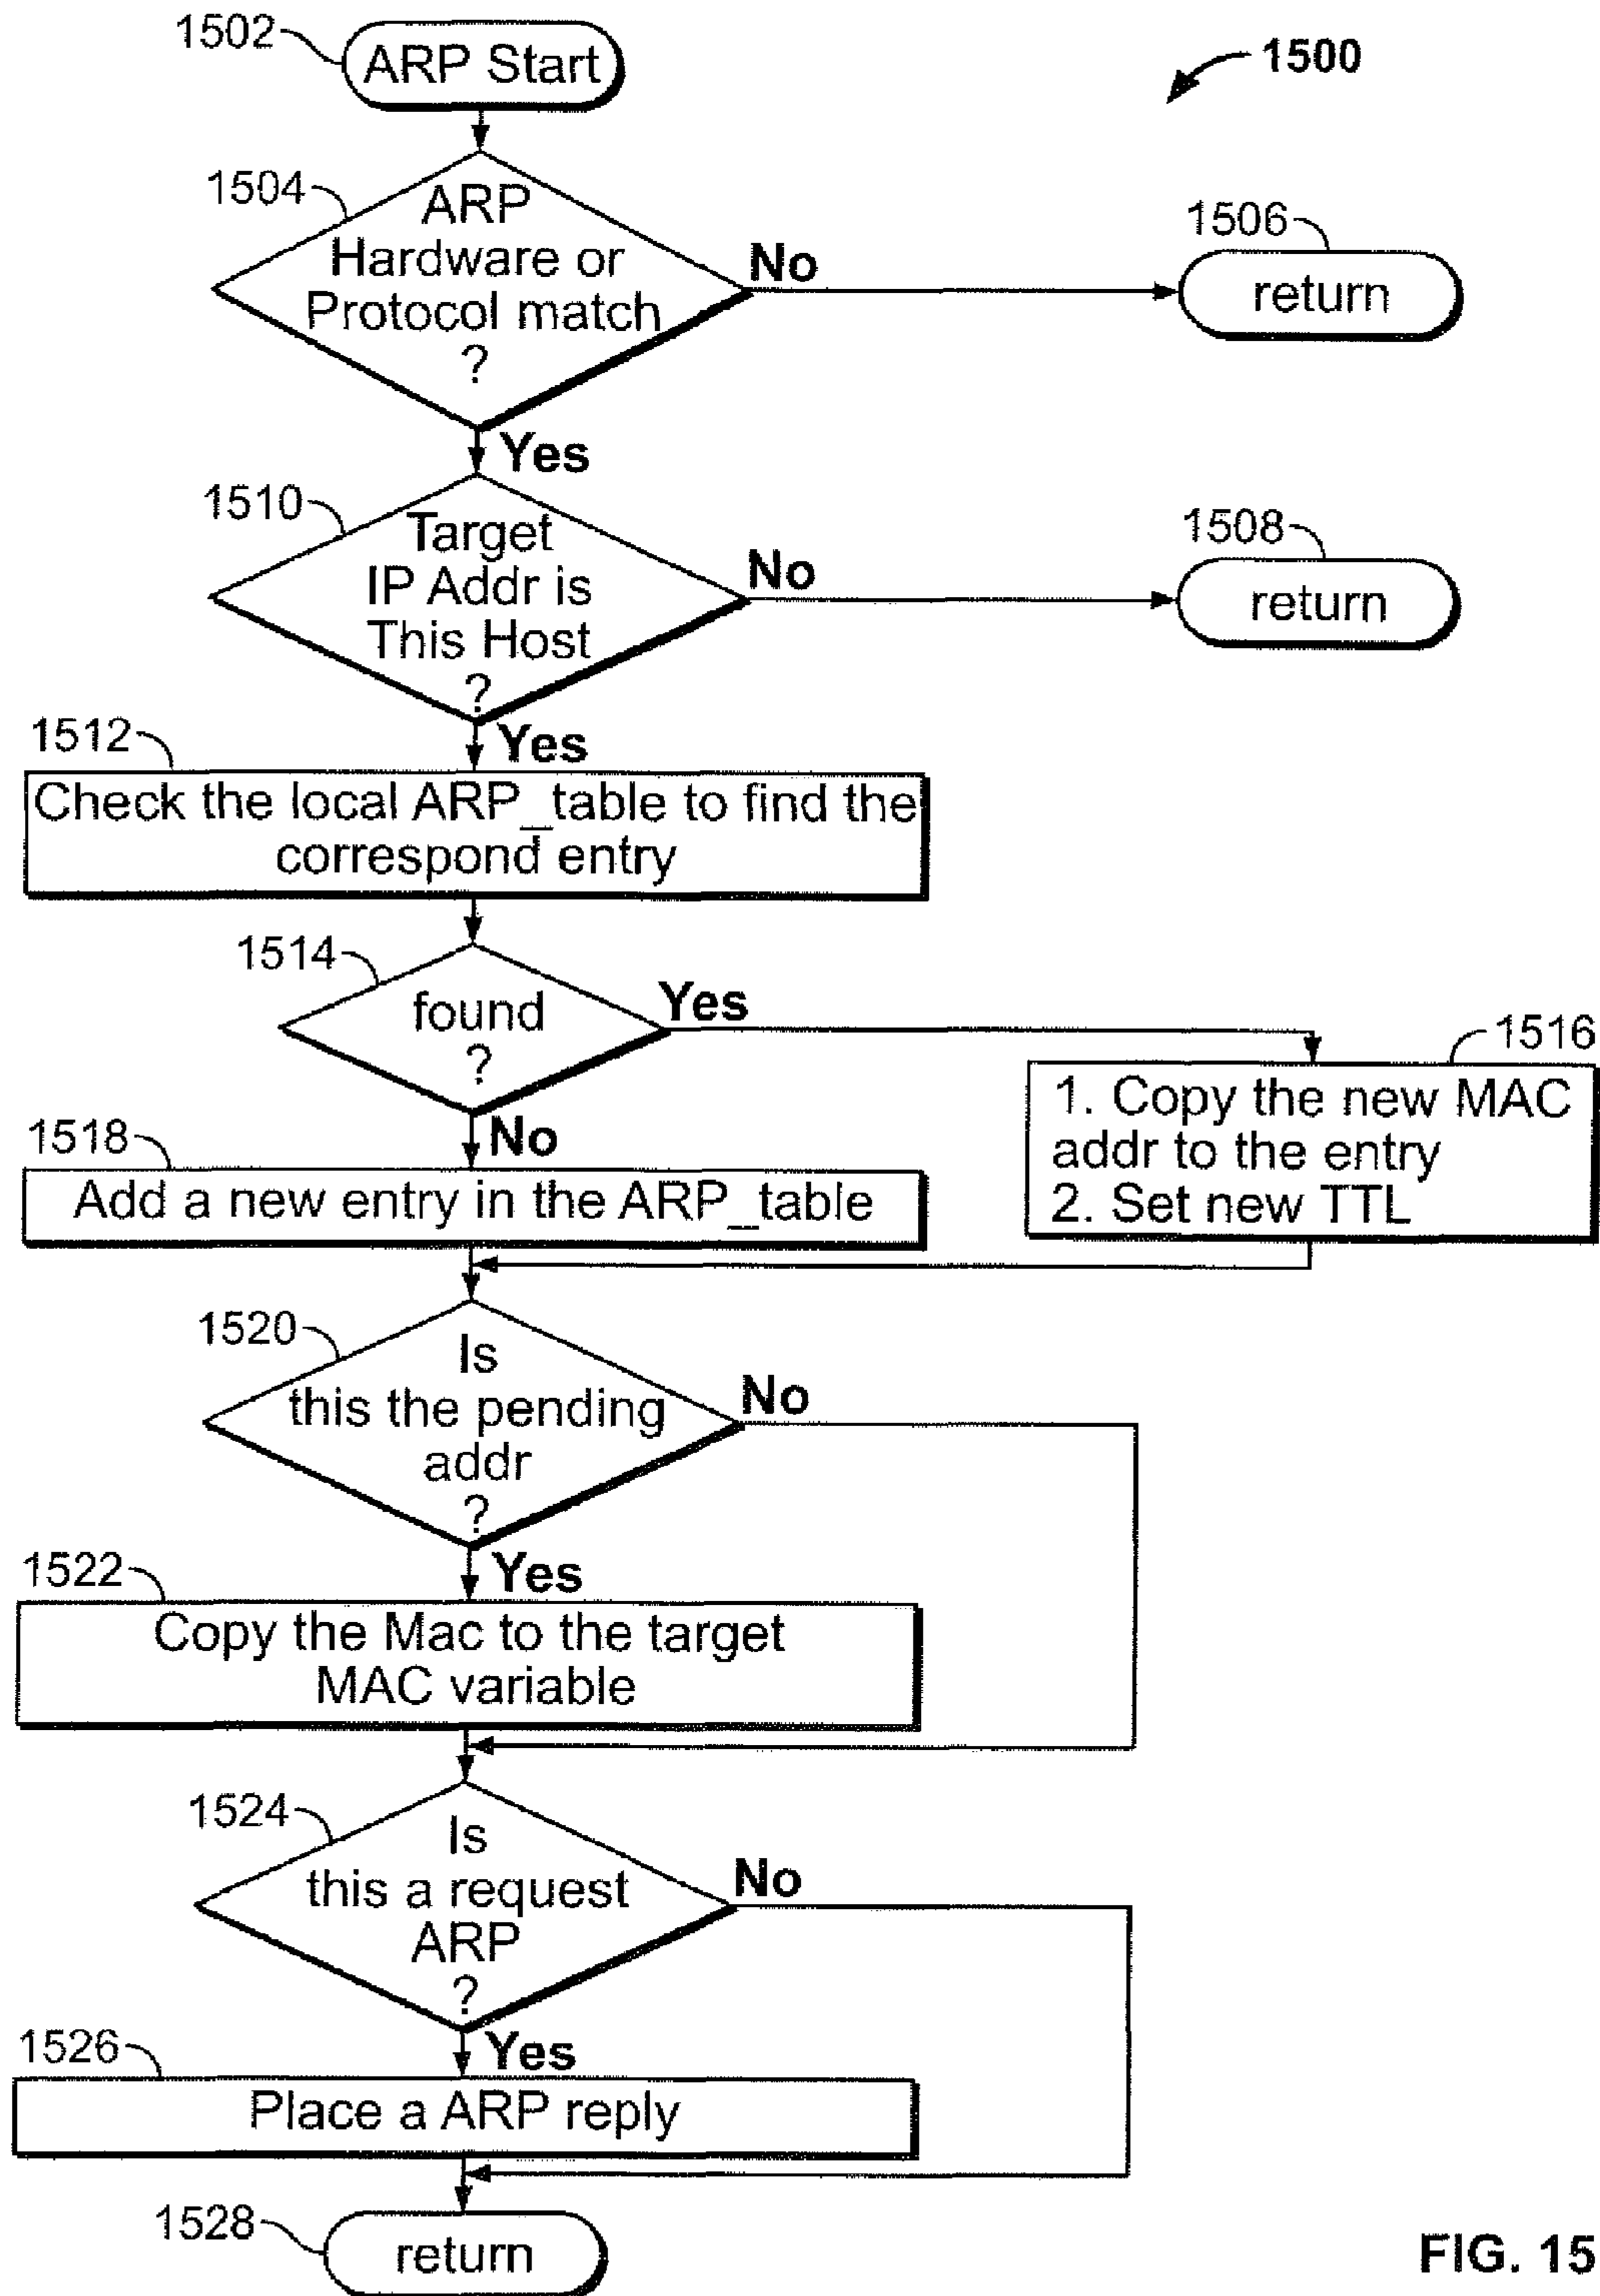 1502
ARP Start
1500
1504
ARP
Hardware or
Protocol match
?
No
1506
return
Yes
1510
Target
IP Addr is
This Host
?
No
1508
return
Yes
1512
Check the local ARP_table to find the
correspond entry
1514
found
?
Yes
1516
1. Copy the new MAC
addr to the entry
2. Set new TTL
No
1518
Add a new entry in the ARP_table
1520
Is
this the pending
addr
?
No
Yes
1522
Copy the Mac to the target
MAC variable
1524
Is
this a request
ARP
?
No
Yes
1526
Place a ARP reply
1528
return
FIG. 15